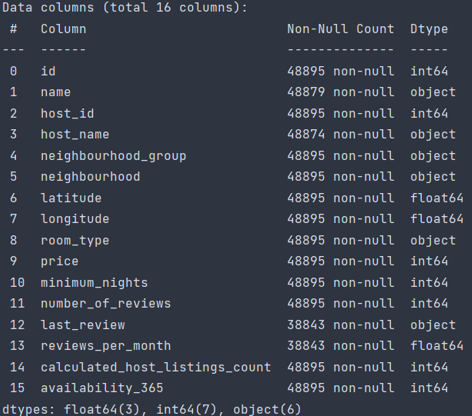 Data columns (total 16 columns):
 #   Column                          Non-Null Count  Dtype
---  ------                          --------------  -----
 0   id                              48895 non-null  int64
 1   name                            48879 non-null  object
 2   host_id                         48895 non-null  int64
 3   host_name                       48874 non-null  object
 4   neighbourhood_group             48895 non-null  object
 5   neighbourhood                   48895 non-null  object
 6   latitude                        48895 non-null  float64
 7   longitude                       48895 non-null  float64
 8   room_type                       48895 non-null  object
 9   price                           48895 non-null  int64
 10  minimum_nights                  48895 non-null  int64
 11  number_of_reviews               48895 non-null  int64
 12  last_review                     38843 non-null  object
 13  reviews_per_month               38843 non-null  float64
 14  calculated_host_listings_count  48895 non-null  int64
 15  availability_365                48895 non-null  int64
dtypes: float64(3), int64(7), object(6)